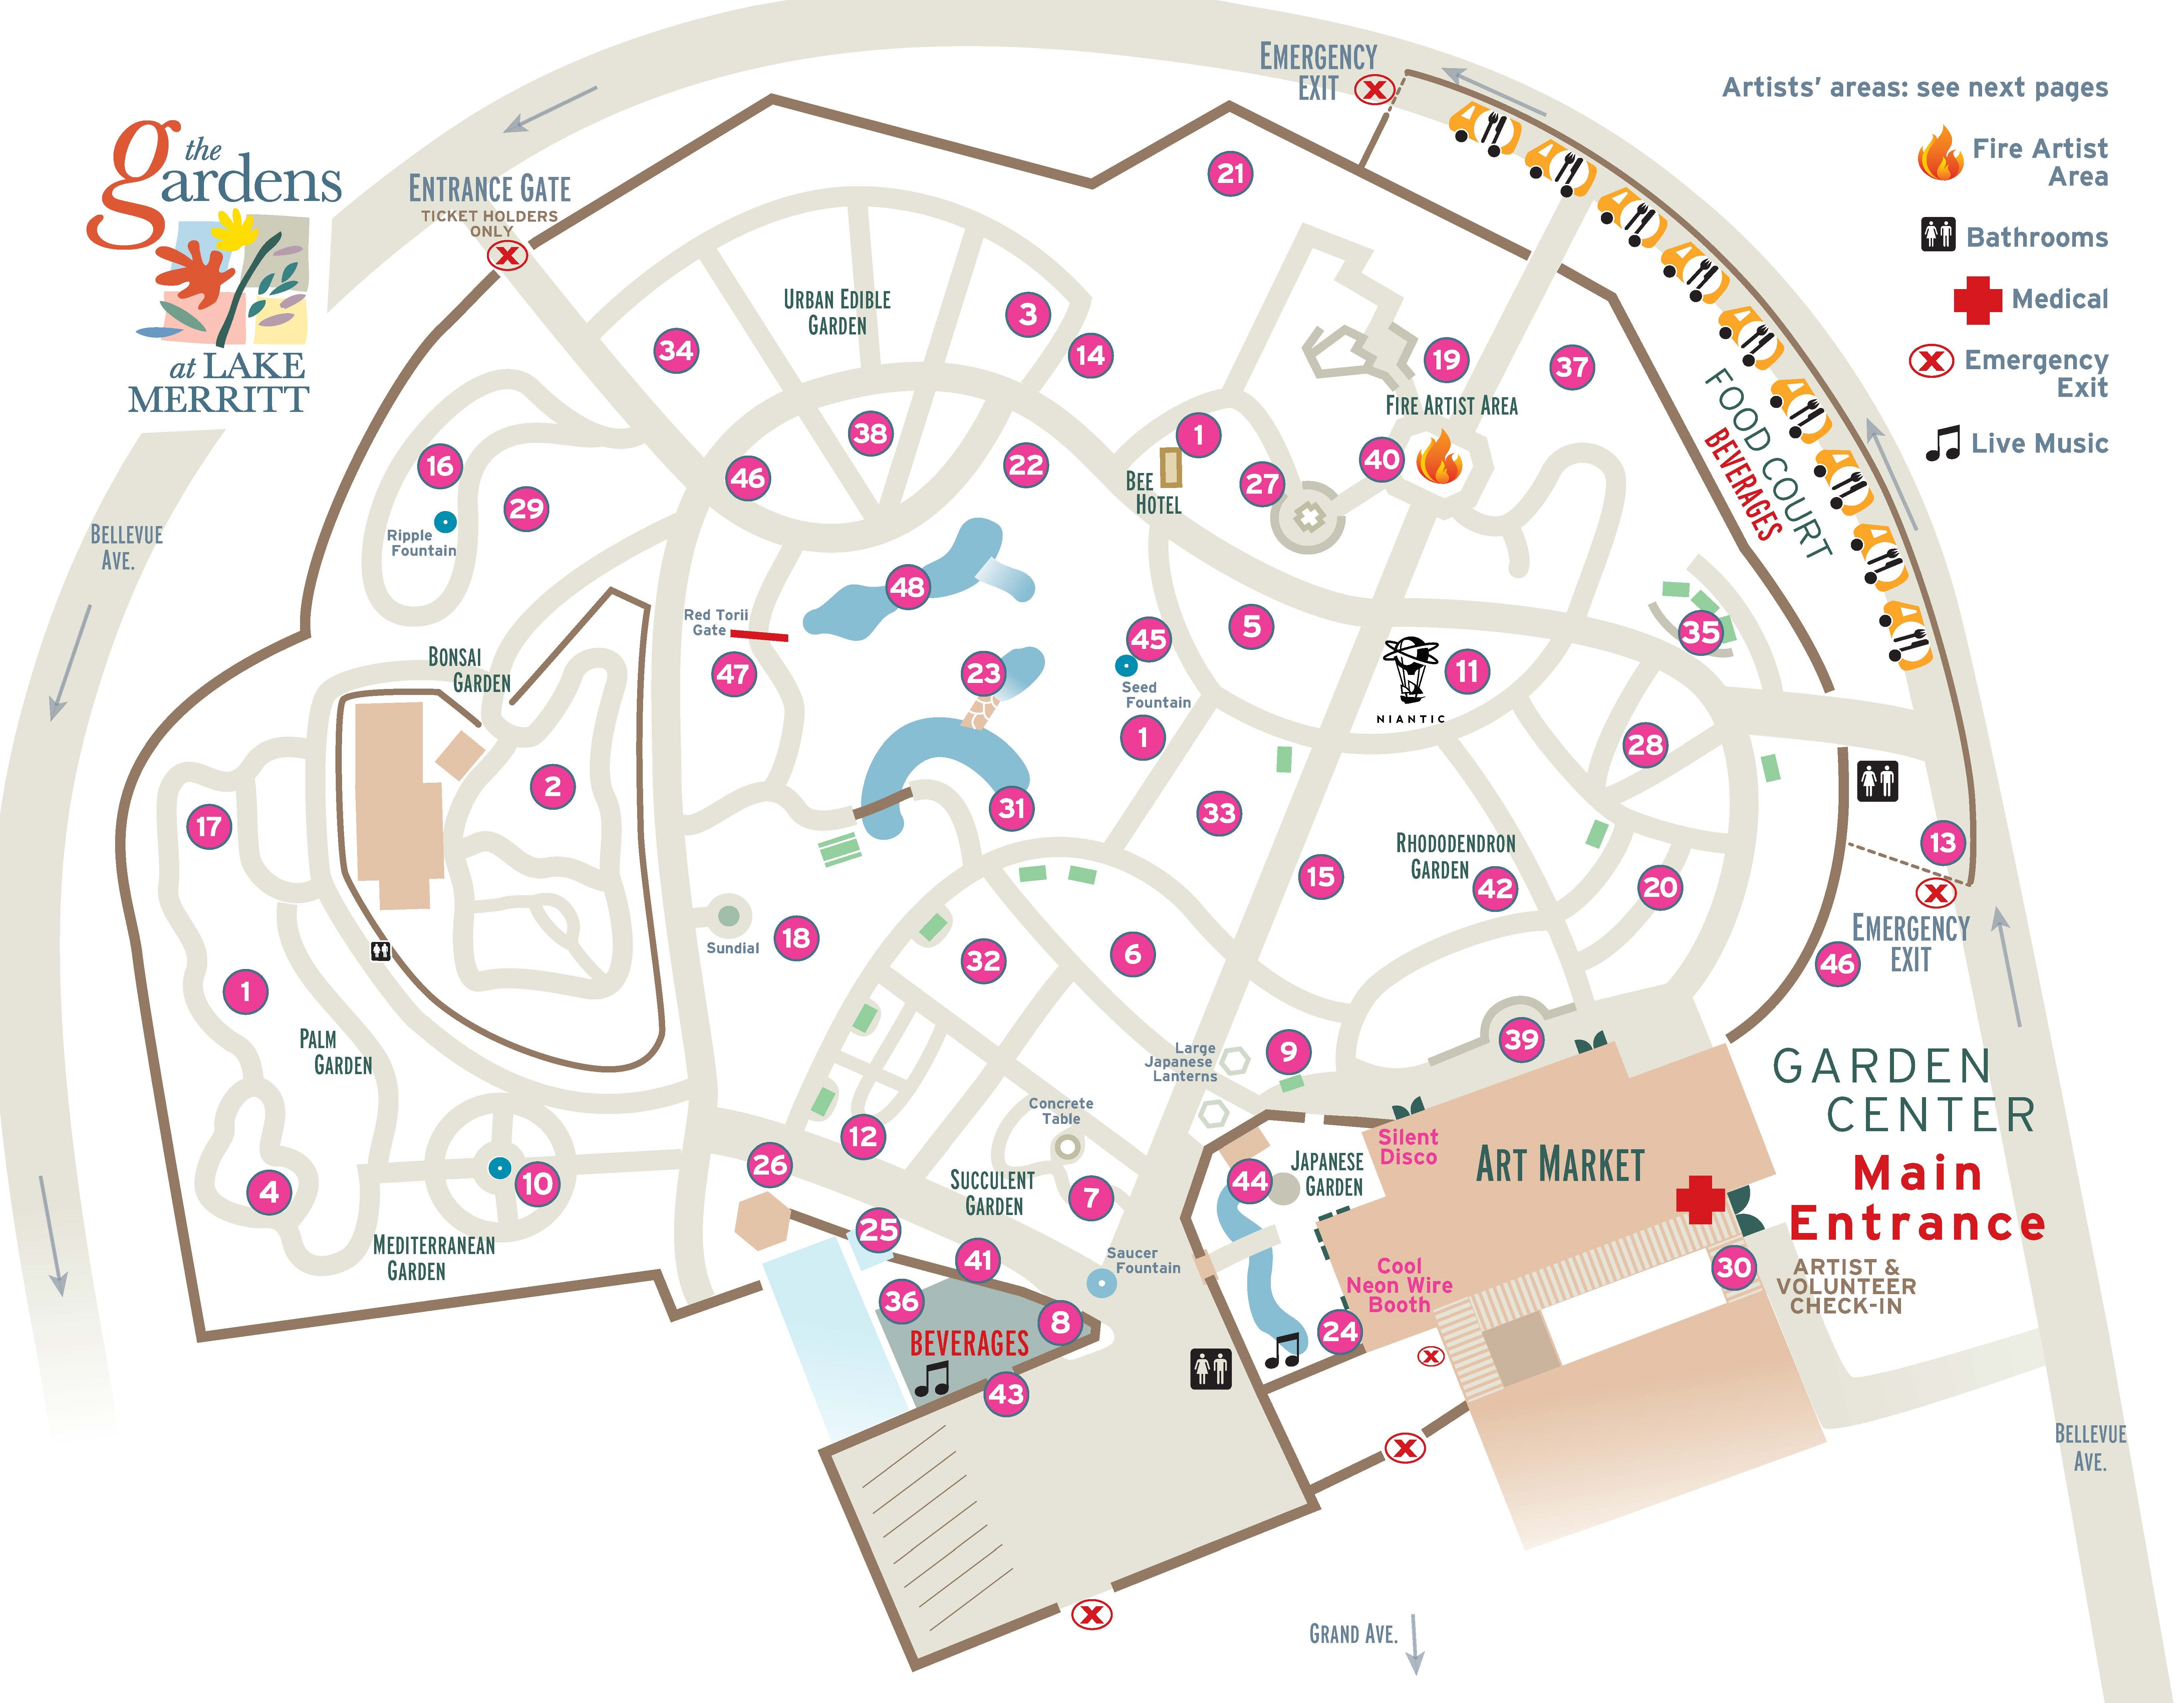 the
gardens
at LAKE
MERRITT
EMERGENCY
EXIT
Artists' areas: see next pages
Fire Artist
Area
Bathrooms
Medical
Emergency
Exit
Live Music
ENTRANCE GATE
TICKET HOLDERS
ONLY
21
URBAN EDIBLE
GARDEN
3
34
14
19
37
FIRE ARTIST AREA
FOOD COURT
BEVERAGES
38
1
16
46
22
40
BEE
HOTEL
27
29
Ripple
Fountain
BELLEVUE
AVE.
48
Red Torii
Gate
45
5
35
47
23
Seed
Fountain
11
NIANTIC
BONSAI
GARDEN
1
28
2
31
33
17
RHODODENDRON
GARDEN
13
15
42
20
Sundial
18
32
6
EMERGENCY
EXIT
46
1
PALM
GARDEN
Large
Japanese
Lanterns
9
39
GARDEN
CENTER
Concrete
Table
12
Silent
Disco
ART MARKET
Main
Entrance
26
4
10
SUCCULENT
GARDEN
7
44
JAPANESE
GARDEN
MEDITERRANEAN
GARDEN
25
41
Saucer
Fountain
Cool
Neon Wire
Booth
30
ARTIST &
VOLUNTEER
CHECK-IN
36
8
24
BEVERAGES
43
BELLEVUE
AVE.
GRAND AVE.